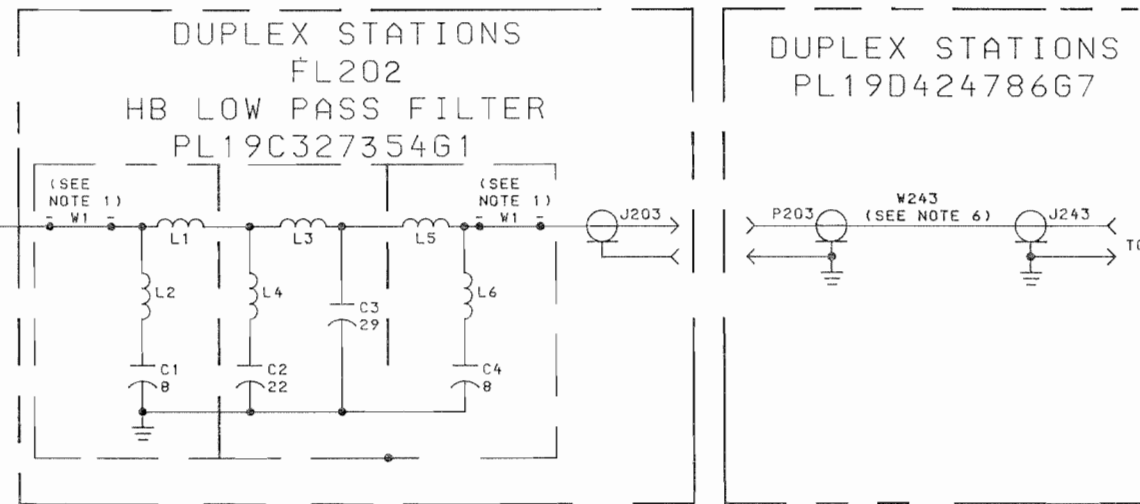 DUPLEX STATIONS
FL202
HB LOW PASS FILTER
PL19C327354G1
(SEE
NOTE 1)
W1
L1
L3
L5
(SEE
NOTE 1)
W1
J203
L2
L4
C3
29
L6
C1
8
C2
22
C4
8
DUPLEX STATIONS
PL19D424786G7
P203
W243
(SEE NOTE 6)
J243